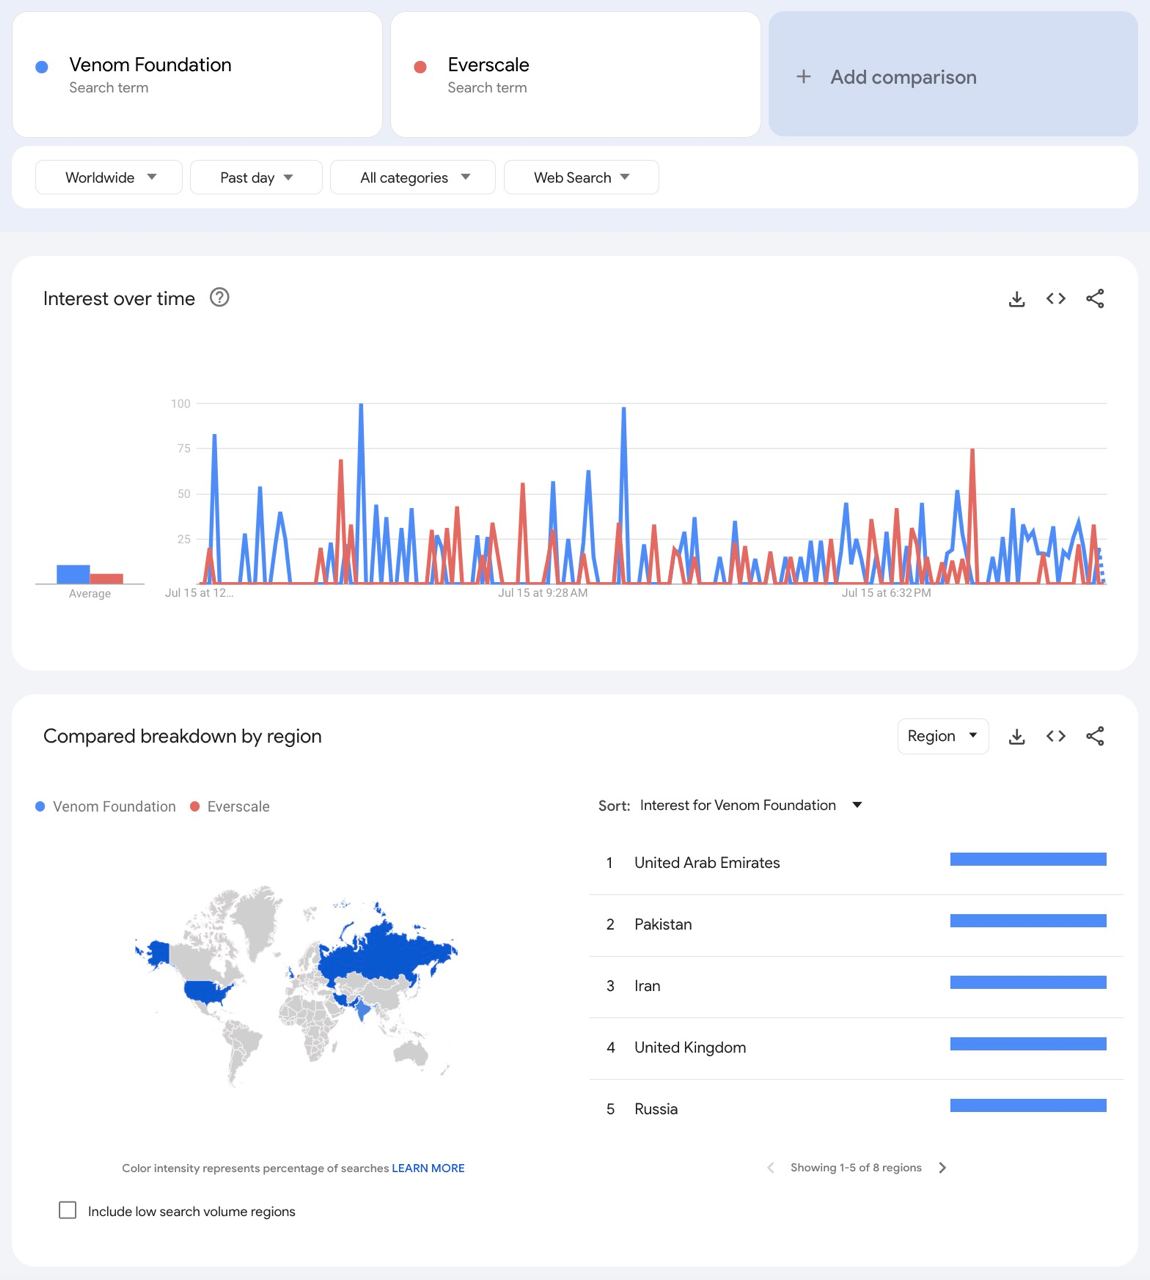 Venom Foundation
Search term
Everscale
Search term
+ Add comparison
Worldwide
Past day
All categories
Web Search
Interest over time
100
75
50
25
Average
Jul 15 at 12…
Jul 15 at 9:28 AM
Jul 15 at 6:32 PM
Compared breakdown by region
Region
Venom Foundation
Everscale
Sort: Interest for Venom Foundation
1 United Arab Emirates
2 Pakistan
3 Iran
4 United Kingdom
5 Russia
Color intensity represents percentage of searches LEARN MORE
Showing 1-5 of 8 regions
Include low search volume regions